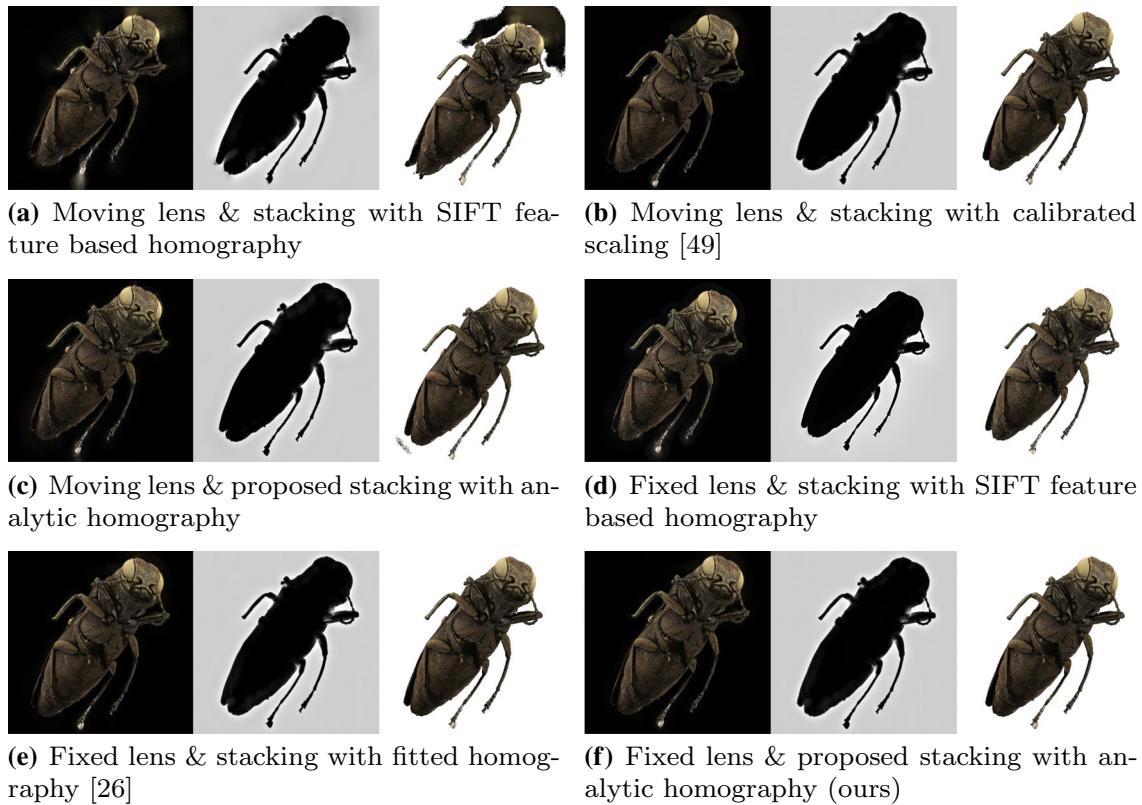 (a) Moving lens & stacking with SIFT fea-
ture based homography
(b) Moving lens & stacking with calibrated
scaling [49]
(c) Moving lens & proposed stacking with an-
alytic homography
(d) Fixed lens & stacking with SIFT feature
based homography
(e) Fixed lens & stacking with fitted homog-
raphy [26]
(f) Fixed lens & proposed stacking with an-
alytic homography (ours)